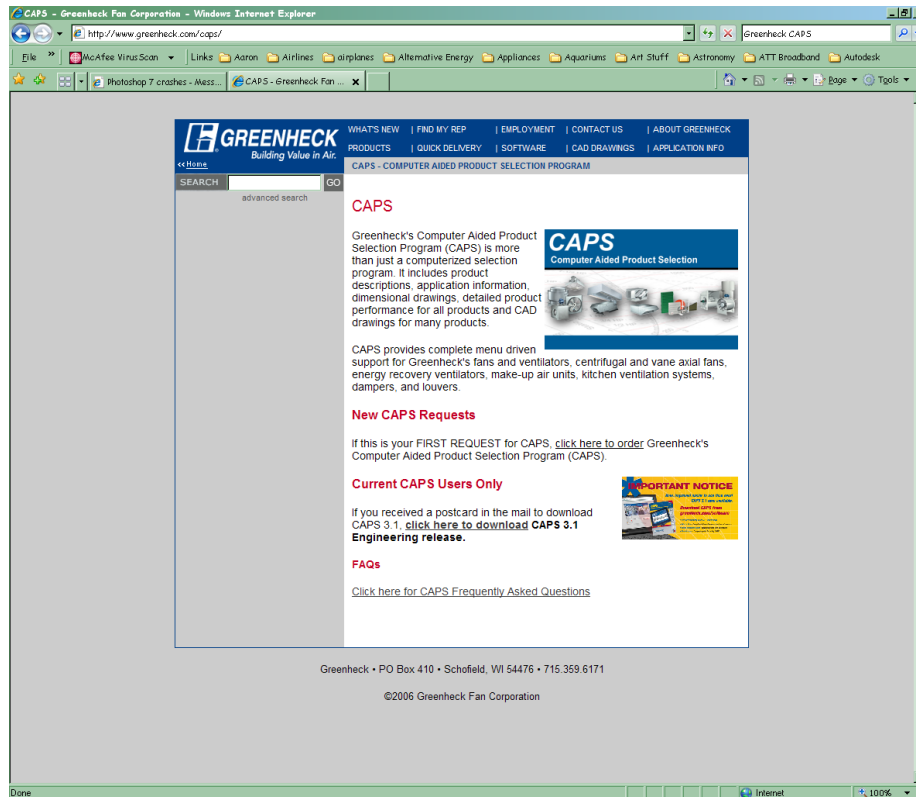 CAPS - Greenheck Fan Corporation - Windows Internet Explorer
http://www.greenheck.com/caps/
Greenheck CAPS
File » McAfee VirusScan Links Aaron Airlines airplanes Alternative Energy Appliances Aquariums Art Stuff Astronomy ATT Broadband Autodesk
Photoshop 7 crashes - Mess... CAPS - Greenheck Fan ... Page Tools
GREENHECK
Building Value in Air.
<<Home
WHAT'S NEW | FIND MY REP | EMPLOYMENT | CONTACT US | ABOUT GREENHECK
PRODUCTS | QUICK DELIVERY | SOFTWARE | CAD DRAWINGS | APPLICATION INFO
CAPS - COMPUTER AIDED PRODUCT SELECTION PROGRAM
SEARCH GO
advanced search
CAPS
Greenheck's Computer Aided Product
Selection Program (CAPS) is more
than just a computerized selection
program. It includes product
descriptions, application information,
dimensional drawings, detailed product
performance for all products and CAD
drawings for many products.
CAPS
Computer Aided Product Selection
CAPS provides complete menu driven
support for Greenheck's fans and ventilators, centrifugal and vane axial fans,
energy recovery ventilators, make-up air units, kitchen ventilation systems,
dampers, and louvers.
New CAPS Requests
If this is your FIRST REQUEST for CAPS, click here to order Greenheck's
Computer Aided Product Selection Program (CAPS).
Current CAPS Users Only
If you received a postcard in the mail to download
CAPS 3.1, click here to download CAPS 3.1
Engineering release.
IMPORTANT NOTICE
Download CAPS from
FAQs
Click here for CAPS Frequently Asked Questions
Greenheck • PO Box 410 • Schofield, WI 54476 • 715.359.6171
©2006 Greenheck Fan Corporation
Done Internet 100%